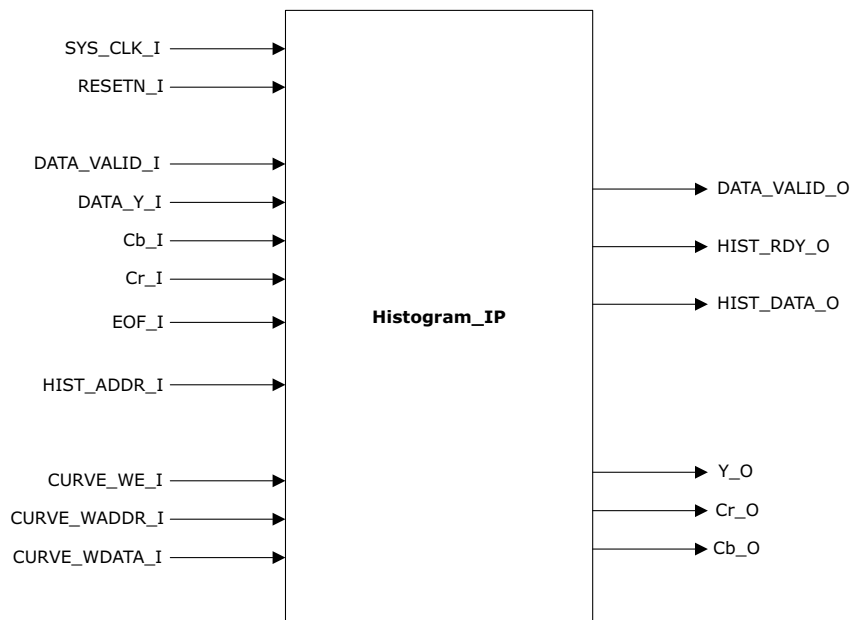 SYS_CLK_I
RESETN_I
DATA_VALID_I
DATA_Y_I
Cb_I
Cr_I
EOF_I
HIST_ADDR_I
CURVE_WE_I
CURVE_WADDR_I
CURVE_WDATA_I
Histogram_IP
DATA_VALID_O
HIST_RDY_O
HIST_DATA_O
Y_O
Cr_O
Cb_O